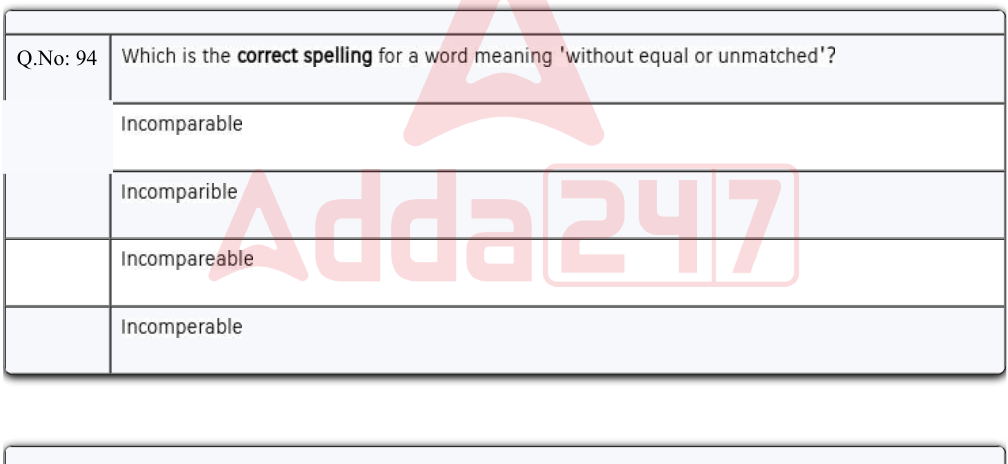 Q.No: 94 Which is the correct spelling for a word meaning 'without equal or unmatched'?
Incomparable
Incomparible
Incompareable
Incomperable
Adda247